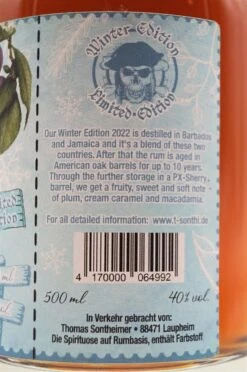 Winter-Edition
Limited-Edition
Our Winter Edition 2022 is destilled in Barbados
and Jamaica and it's a blend of these two
countries. After that the rum is aged in
American oak barrels for up to 10 years.
Through the further storage in a PX-Sherry
barrel, we get a fruity, sweet and soft note
of plum, cream caramel and macadamia.
For all detailed information: www.t-sonthi.de
4 170000 064992
500 ml 40% vol.
In Verkehr gebracht von:
Thomas Sontheimer · 88471 Laupheim
Die Spirituose auf Rumbasis, enthält Farbstoff